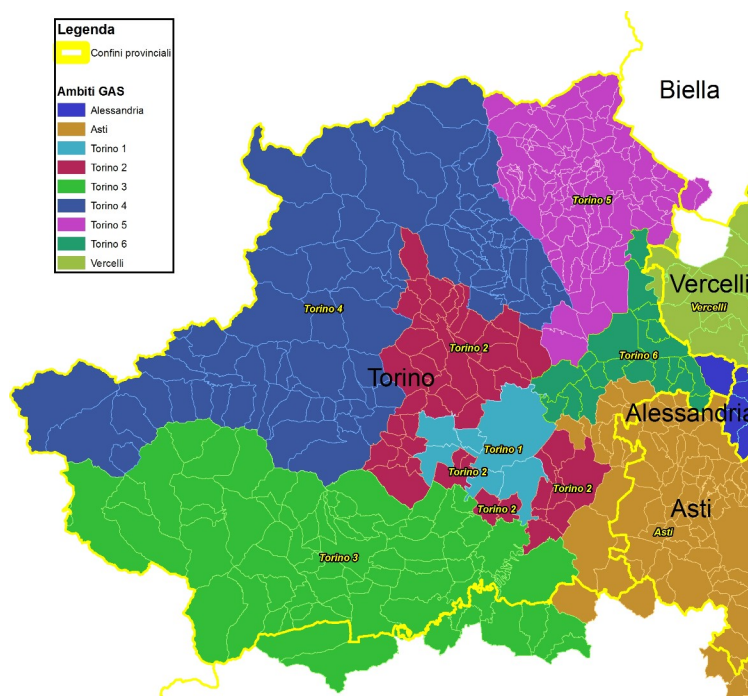 Legenda
Confini provinciali
Ambiti GAS
Alessandria
Asti
Torino 1
Torino 2
Torino 3
Torino 4
Torino 5
Torino 6
Vercelli
Biella
Torino 5
Vercelli
Vercelli
Torino 4
Torino 2
Torino 6
Torino
Alessandria
Torino 1
Torino 2
Torino 2
Torino 2
Asti
Asti
Torino 3